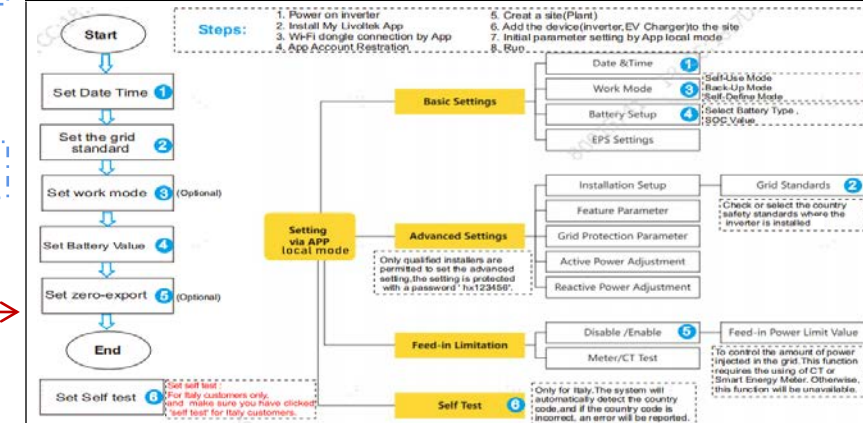 Steps:
1. Power on inverter
2. Install My Livoltek App
3. Wi-Fi dongle connection by App
4. App Account Restration
5. Creat a site(Plant)
6. Add the device(inverter,EV Charger)to the site
7. Initial parameter setting by App local mode
8. Run
Start
Set Date Time 1
Set the grid
standard 2
Set work mode 3 (Optional)
Set Battery Value 4
Set zero-export 5 (Optional)
End
Set Self test 6
Set self test :
For Italy customers only,
and make sure you have clicked
'self test' for Italy customers.
Setting
via APP
local mode
Basic Settings
Date &Time 1
Work Mode 3
Self-Use Mode
Back-Up Mode
Self-Define Mode
Battery Setup 4
Select Battery Type ,
SOC Value
EPS Settings
Advanced Settings
Only qualified installers are
permitted to set the advanced
setting,the setting is protected
with a password ' hx123456'.
Installation Setup
Grid Standards 2
Check or select the country
safety standards where the
inverter is installed
Feature Parameter
Grid Protection Parameter
Active Power Adjustment
Reactive Power Adjustment
Feed-in Limitation
Disable /Enable 5
Feed-in Power Limit Value
To control the amount of power
injected in the grid.This function
requires the using of CT or
Smart Energy Meter. Otherwise,
this function will be unavailable.
Meter/CT Test
Self Test 6
Only for Italy.The system will
automatically detect the country
code,and if the country code is
incorrect, an error will be reported.